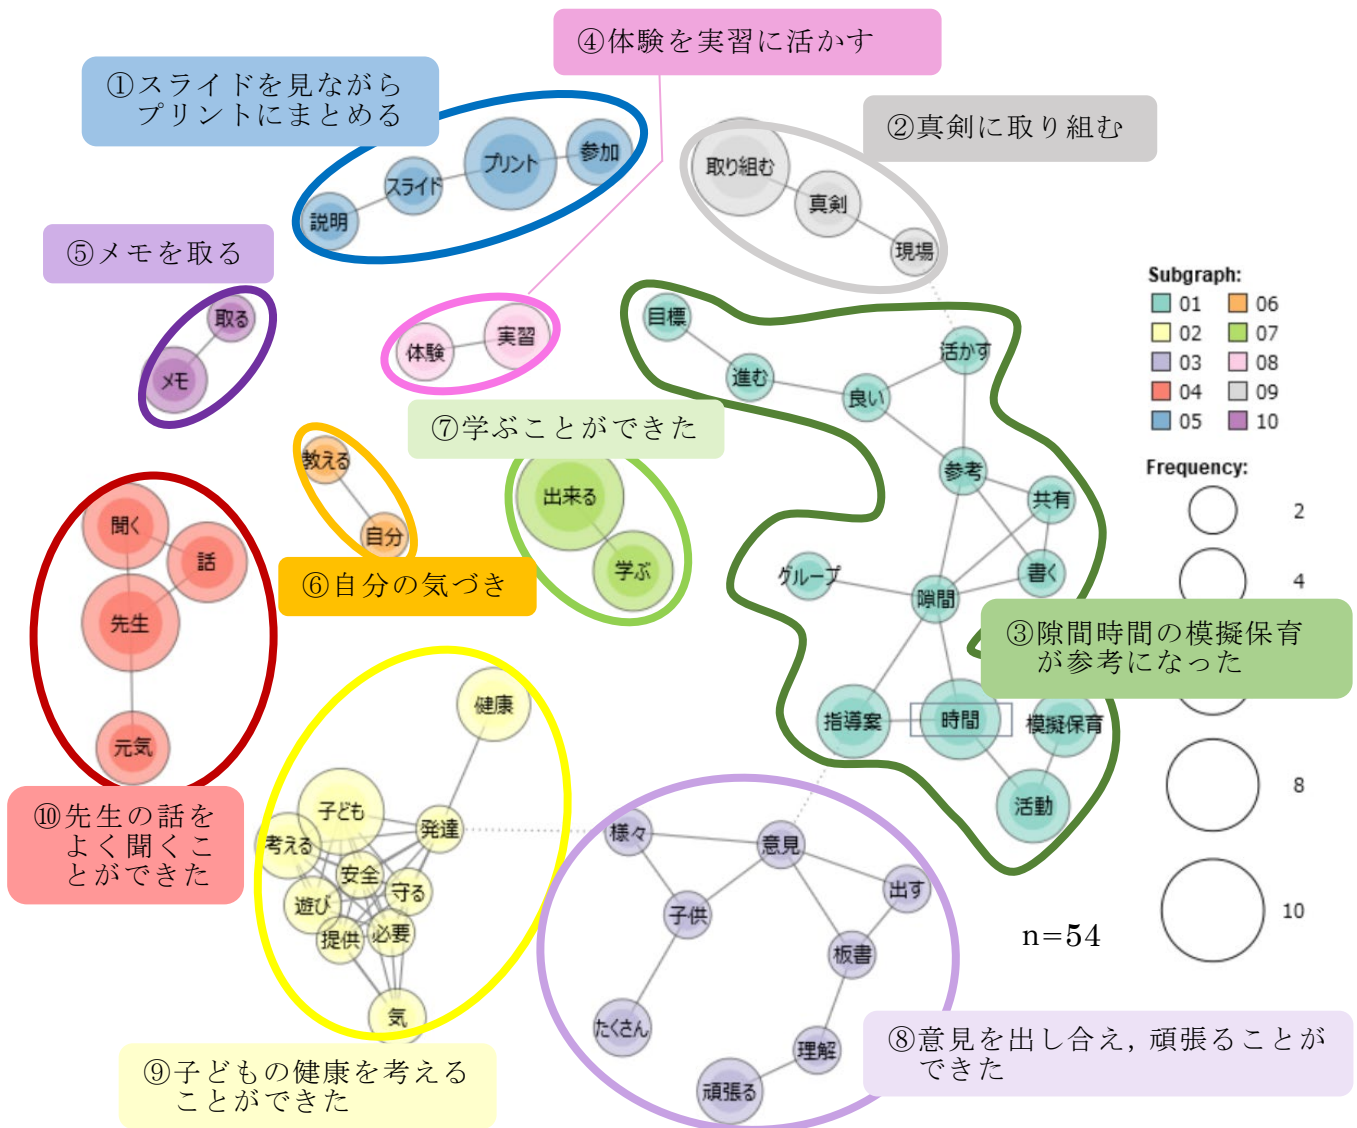 ④体験を実習に活かす
①スライドを見ながら
プリントにまとめる
②真剣に取り組む
プリント
参加
スライド
説明
取り組む
真剣
現場
⑤メモを取る
取る
メモ
体験
実習
目標
進む
活かす
良い
Subgraph:
01 06
02 07
03 08
04 09
05 10
⑦学ぶことができた
教える
自分
出来る
学ぶ
参考
共有
書く
グループ
隙間
Frequency:
2
4
8
10
聞く
話
先生
元気
⑥自分の気づき
③隙間時間の模擬保育
が参考になった
指導案
時間
模擬保育
活動
健康
子ども
発達
考える
安全
守る
遊び
提供
必要
気
⑩先生の話を
よく聞くこ
とができた
様々
意見
出す
子供
板書
たくさん
理解
頑張る
n=54
⑧意見を出し合え, 頑張ることが
できた
⑨子どもの健康を考える
ことができた